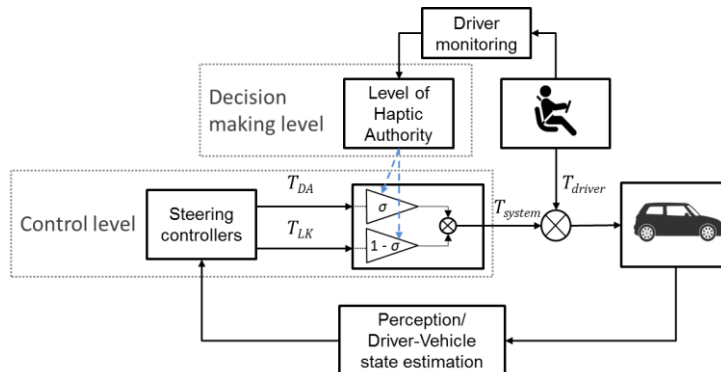 Driver
monitoring
Decision
making level
Level of
Haptic
Authority
Control level
Steering
controllers
T_DA
T_LK
σ
1 - σ
T_system
T_driver
Perception/
Driver-Vehicle
state estimation